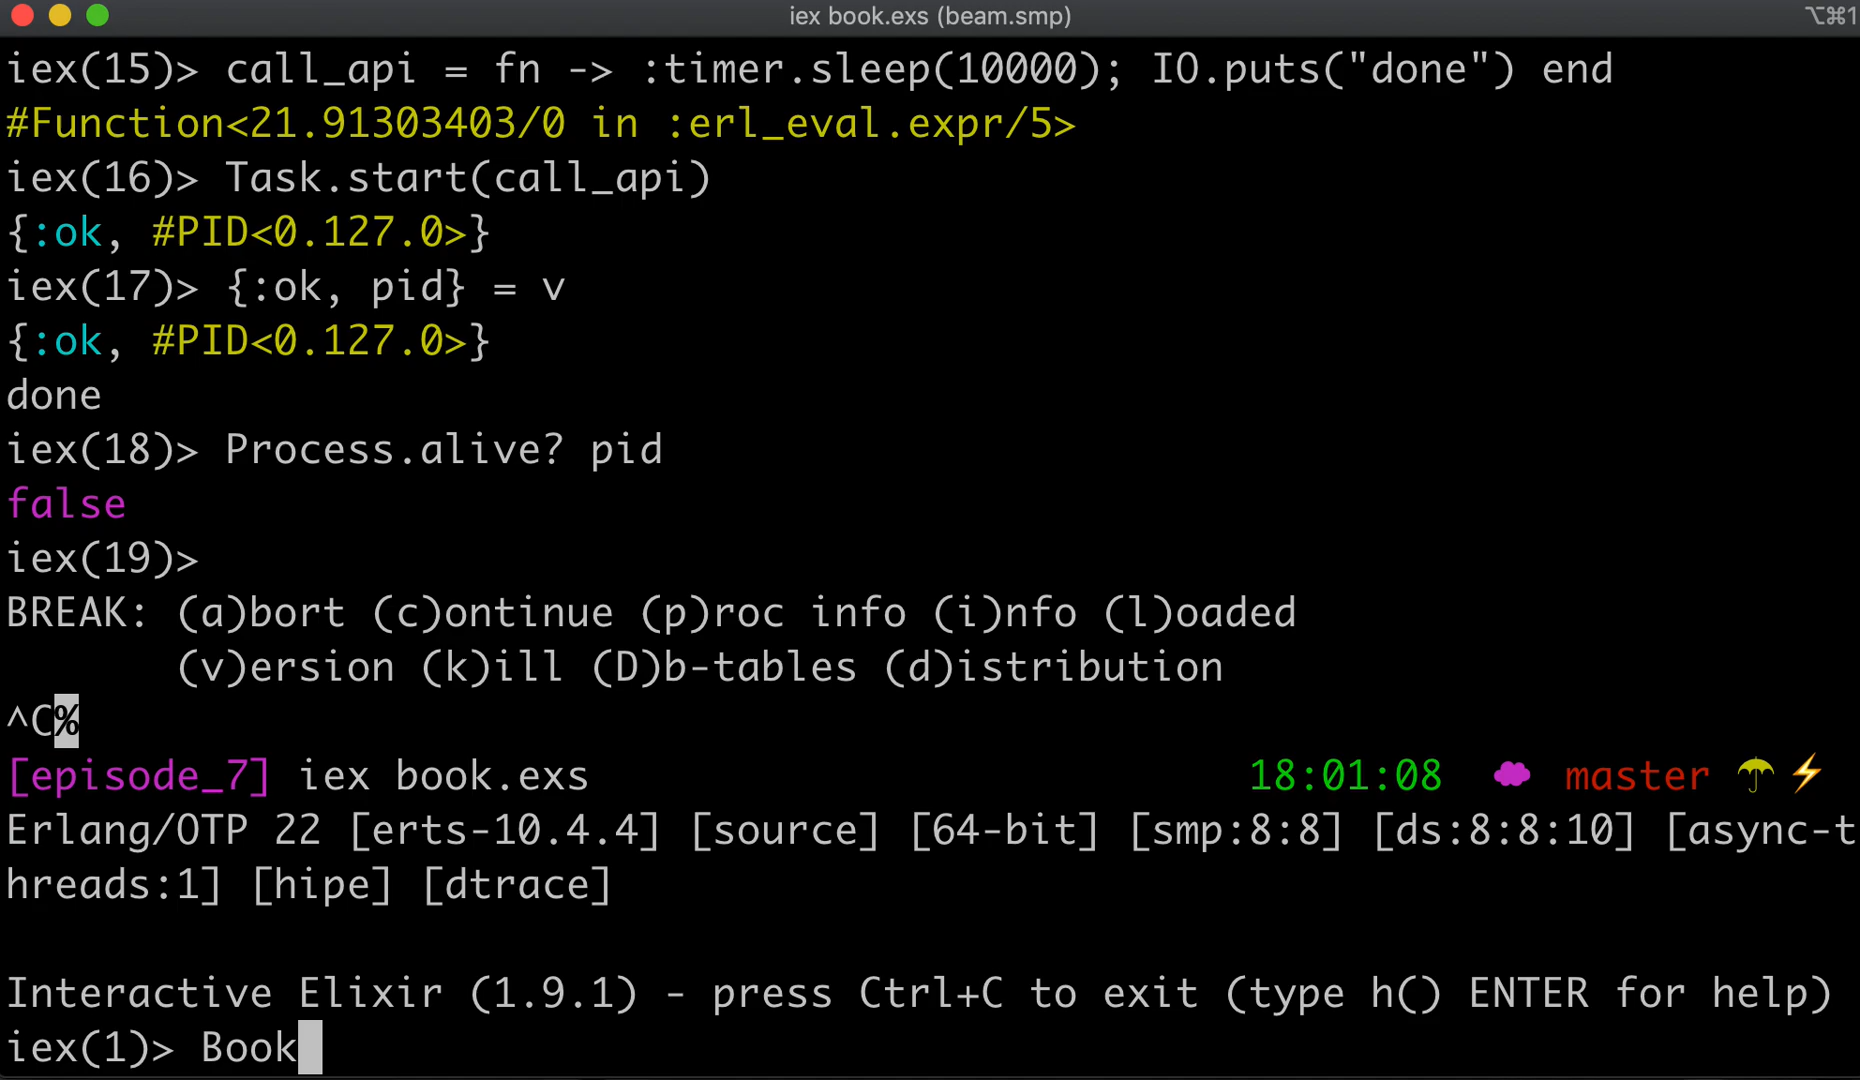 iex book.exs (beam.smp)
⌥⌘1
iex(15)> call_api = fn -> :timer.sleep(10000); IO.puts("done") end
#Function<21.91303403/0 in :erl_eval.expr/5>
iex(16)> Task.start(call_api)
{:ok, #PID<0.127.0>}
iex(17)> {:ok, pid} = v
{:ok, #PID<0.127.0>}
done
iex(18)> Process.alive? pid
false
iex(19)>
BREAK: (a)bort (c)ontinue (p)roc info (i)nfo (l)oaded
(v)ersion (k)ill (D)b-tables (d)istribution
^C%
[episode_7] iex book.exs 18:01:08 master ☂⚡
Erlang/OTP 22 [erts-10.4.4] [source] [64-bit] [smp:8:8] [ds:8:8:10] [async-t
hreads:1] [hipe] [dtrace]
Interactive Elixir (1.9.1) - press Ctrl+C to exit (type h() ENTER for help)
iex(1)> Book